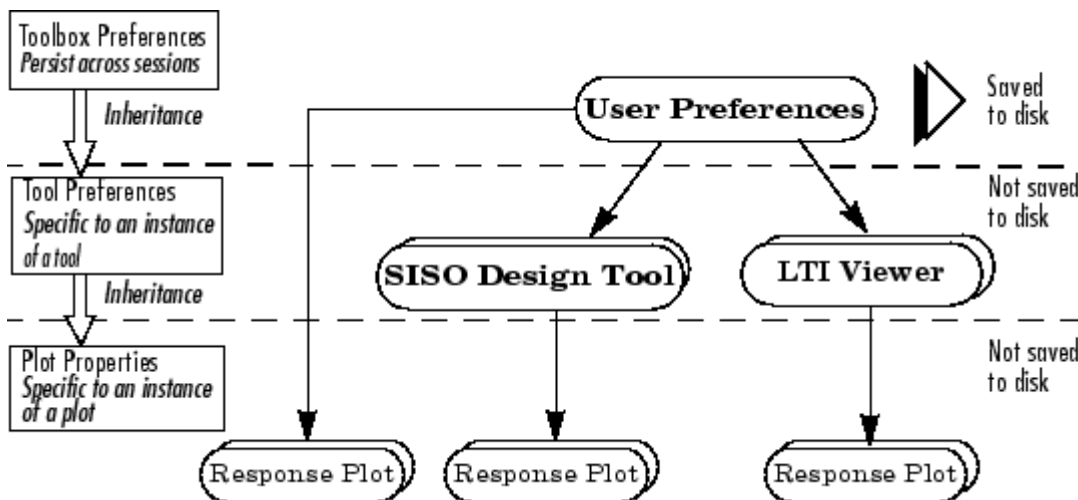 Toolbox Preferences
Persist across sessions
Inheritance
User Preferences
Saved
to disk
Tool Preferences
Specific to an instance
of a tool
Not saved
to disk
SISO Design Tool
LTI Viewer
Inheritance
Plot Properties
Specific to an instance
of a plot
Not saved
to disk
Response Plot
Response Plot
Response Plot